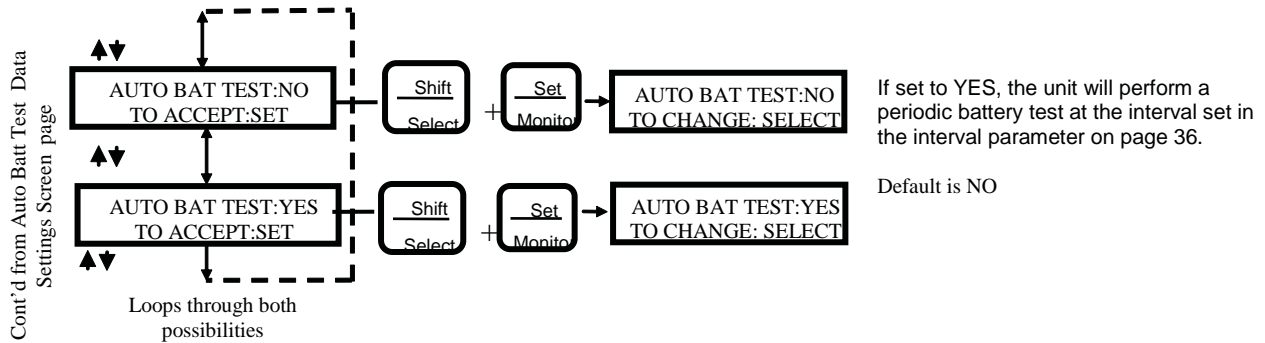 Cont'd from Auto Batt Test Data
Settings Screen page
AUTO BAT TEST:NO
TO ACCEPT:SET
Shift
Select
+
Set
Monito
AUTO BAT TEST:NO
TO CHANGE: SELECT
If set to YES, the unit will perform a
periodic battery test at the interval set in
the interval parameter on page 36.
Default is NO
AUTO BAT TEST:YES
TO ACCEPT:SET
Shift
Select
+
Set
Monito
AUTO BAT TEST:YES
TO CHANGE: SELECT
Loops through both
possibilities